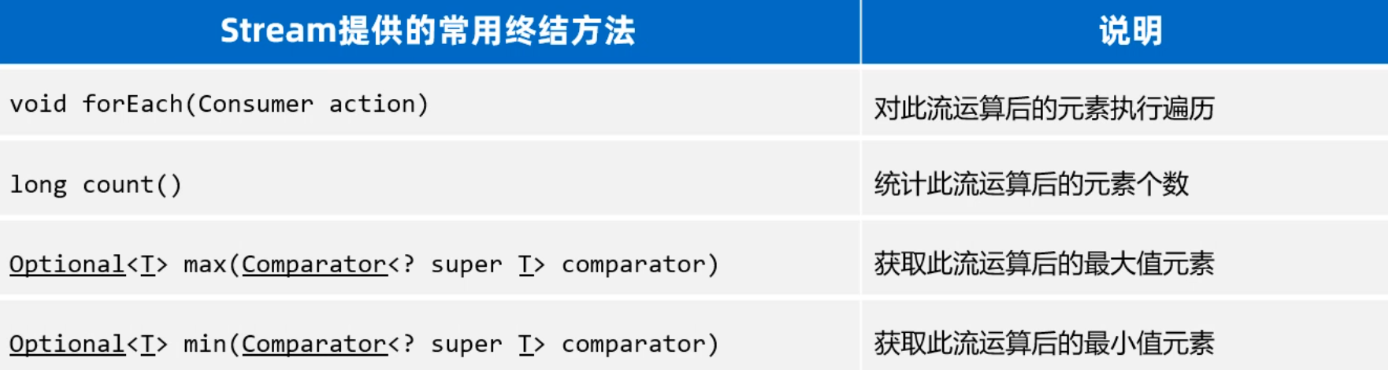 Stream提供的常用终结方法 说明
void forEach(Consumer action) 对此流运算后的元素执行遍历
long count() 统计此流运算后的元素个数
Optional<T> max(Comparator<? super T> comparator) 获取此流运算后的最大值元素
Optional<T> min(Comparator<? super T> comparator) 获取此流运算后的最小值元素